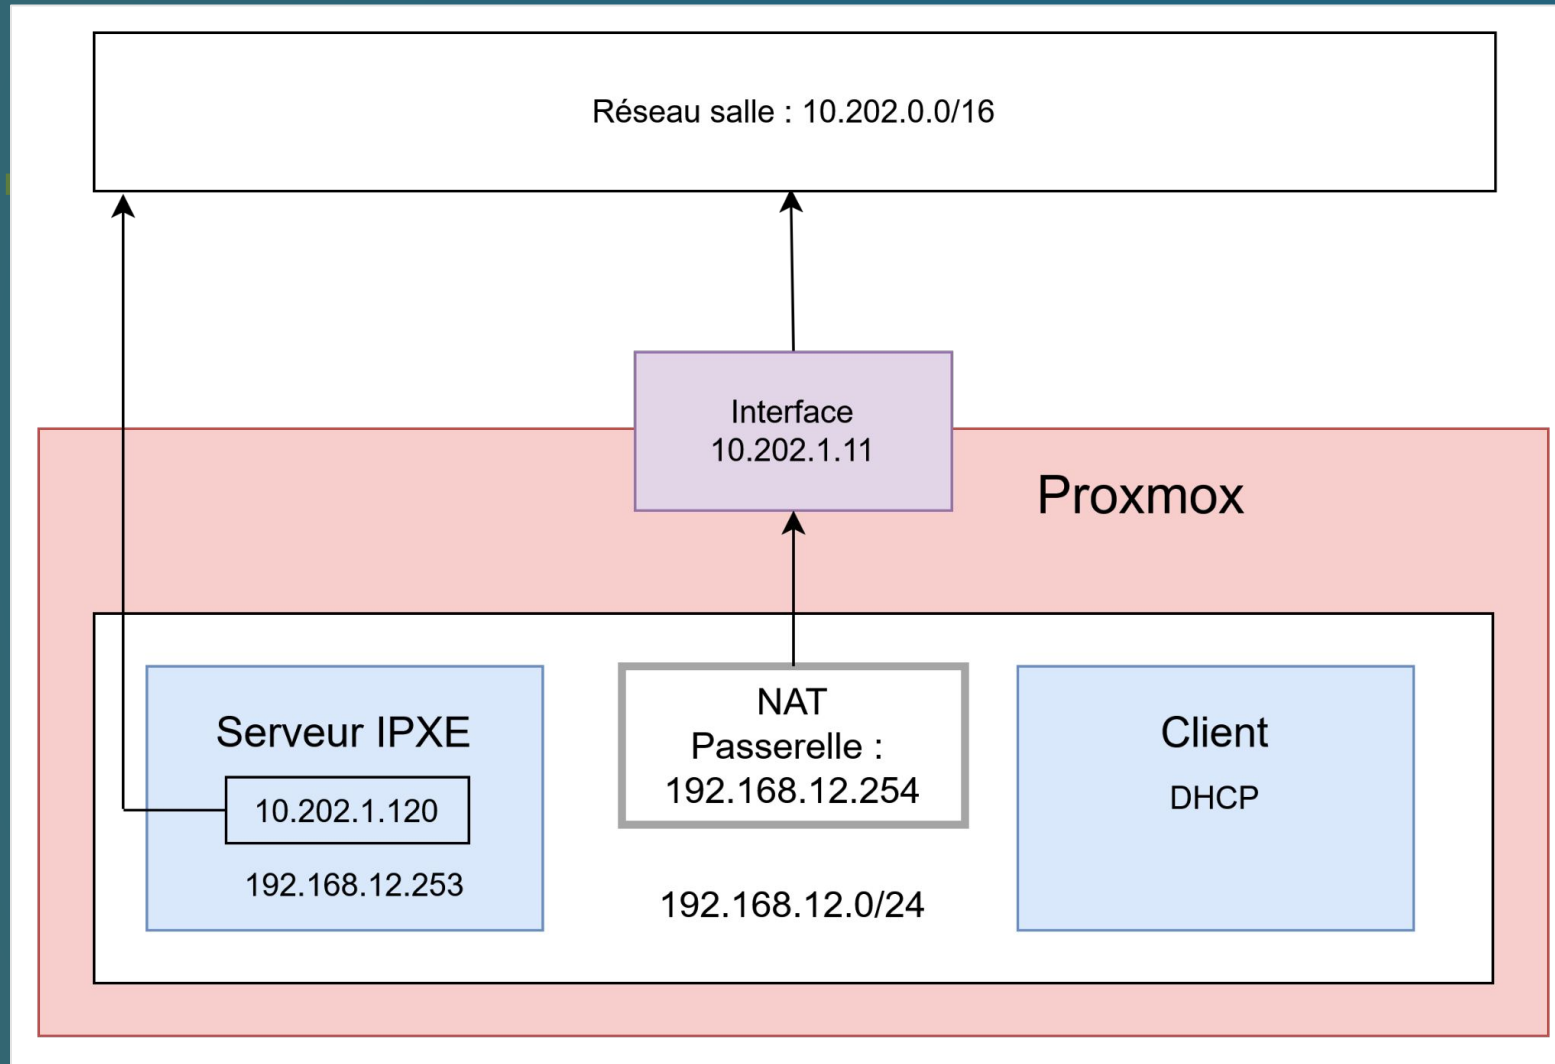 Réseau salle : 10.202.0.0/16
Interface
10.202.1.11
Proxmox
Serveur IPXE
10.202.1.120
192.168.12.253
NAT
Passerelle :
192.168.12.254
192.168.12.0/24
Client
DHCP